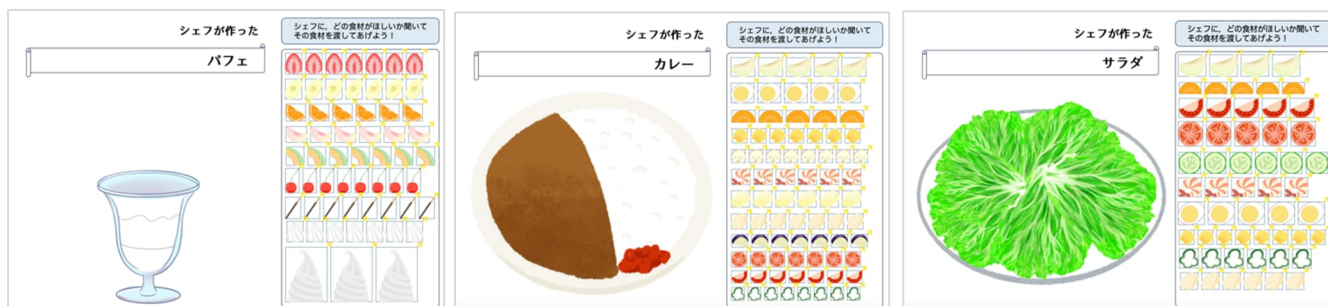 シェフが作った
パフェ
シェフに、どの食材がほしいか聞いて
その食材を渡してあげよう！
シェフが作った
カレー
シェフに、どの食材がほしいか聞いて
その食材を渡してあげよう！
シェフが作った
サラダ
シェフに、どの食材がほしいか聞いて
その食材を渡してあげよう！